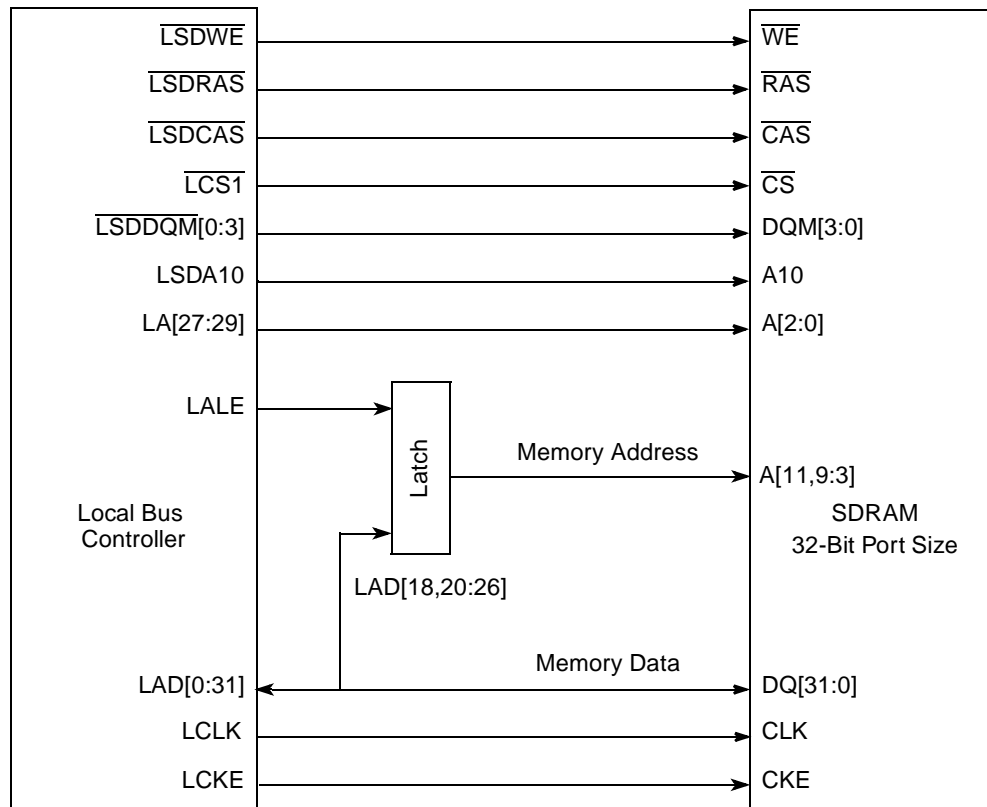 LSDWE
WE
LSDRAS
RAS
LSDCAS
CAS
LCS1
CS
LSDDQM[0:3]
DQM[3:0]
LSDA10
A10
LA[27:29]
A[2:0]
LALE
Latch
Memory Address
A[11,9:3]
Local Bus
Controller
SDRAM
32-Bit Port Size
LAD[18,20:26]
Memory Data
LAD[0:31]
DQ[31:0]
LCLK
CLK
LCKE
CKE